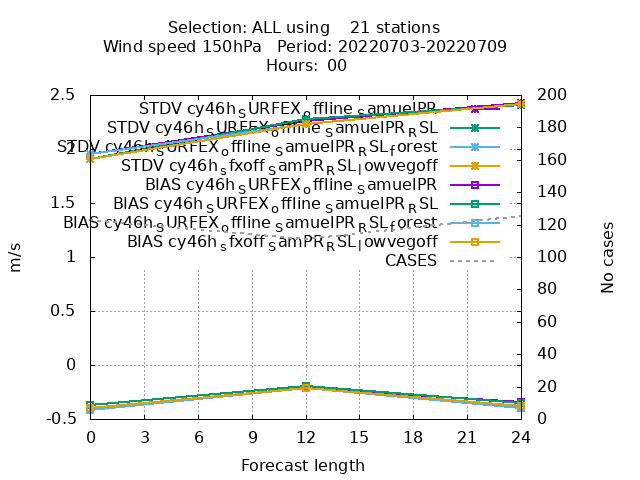 Selection: ALL using    21 stations
Wind speed 150hPa   Period: 20220703-20220709
Hours:  00
2.5
2
1.5
1
0.5
0
-0.5
m/s
200
180
160
140
120
100
80
60
40
20
0
No cases
STDV cy46h_SURFEX_offline_SamuelPR
STDV cy46h_SURFEX_offline_SamuelPR_RSL
STDV cy46h_SURFEX_offline_SamuelPR_RSL_forest
STDV cy46h_sfxoff_SamPR_RSL_lowvegoff
BIAS cy46h_SURFEX_offline_SamuelPR
BIAS cy46h_SURFEX_offline_SamuelPR_RSL
BIAS cy46h_SURFEX_offline_SamuelPR_RSL_forest
BIAS cy46h_sfxoff_SamPR_RSL_lowvegoff
CASES
0 3 6 9 12 15 18 21 24
Forecast length